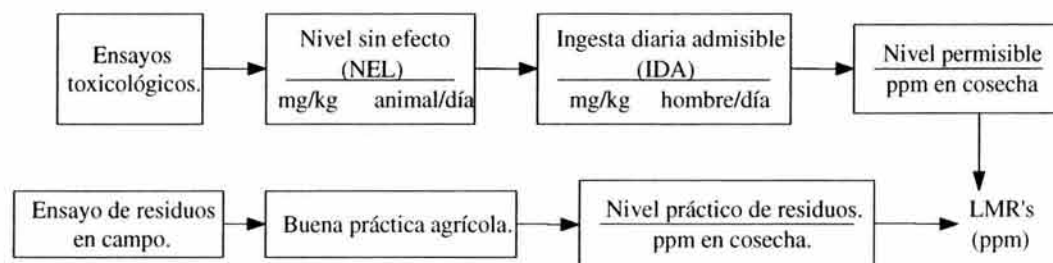 Ensayos
toxicológicos.
Nivel sin efecto
(NEL)
mg/kg animal/día
Ingesta diaria admisible
(IDA)
mg/kg hombre/día
Nivel permisible
ppm en cosecha
Ensayo de residuos
en campo.
Buena práctica agrícola.
Nivel práctico de residuos.
ppm en cosecha.
LMR's
(ppm)